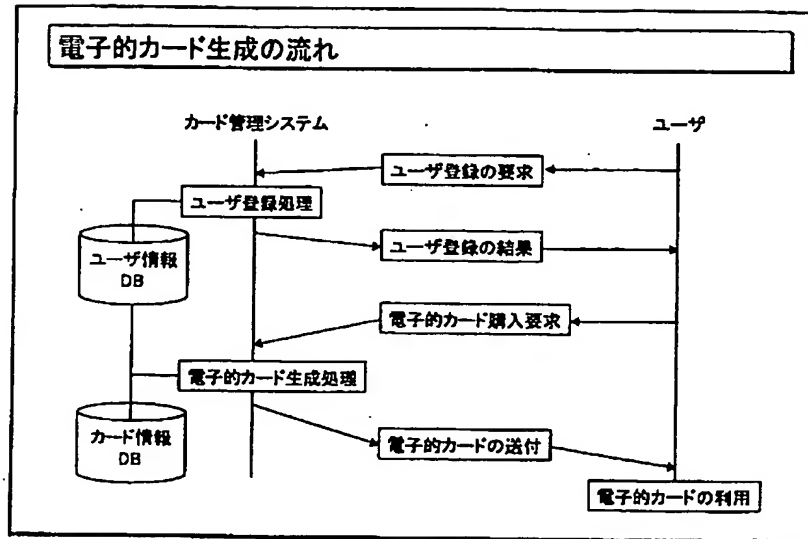 電子的カード生成の流れ
カード管理システム
ユーザ
ユーザ登録の要求
ユーザ登録処理
ユーザ情報
DB
ユーザ登録の結果
電子的カード購入要求
電子的カード生成処理
カード情報
DB
電子的カードの送付
電子的カードの利用